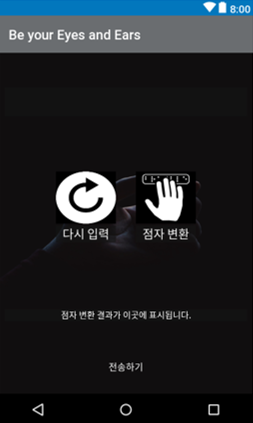 8:00
Be your Eyes and Ears
다시 입력
점자 변환
점자 변환 결과가 이곳에 표시됩니다.
전송하기